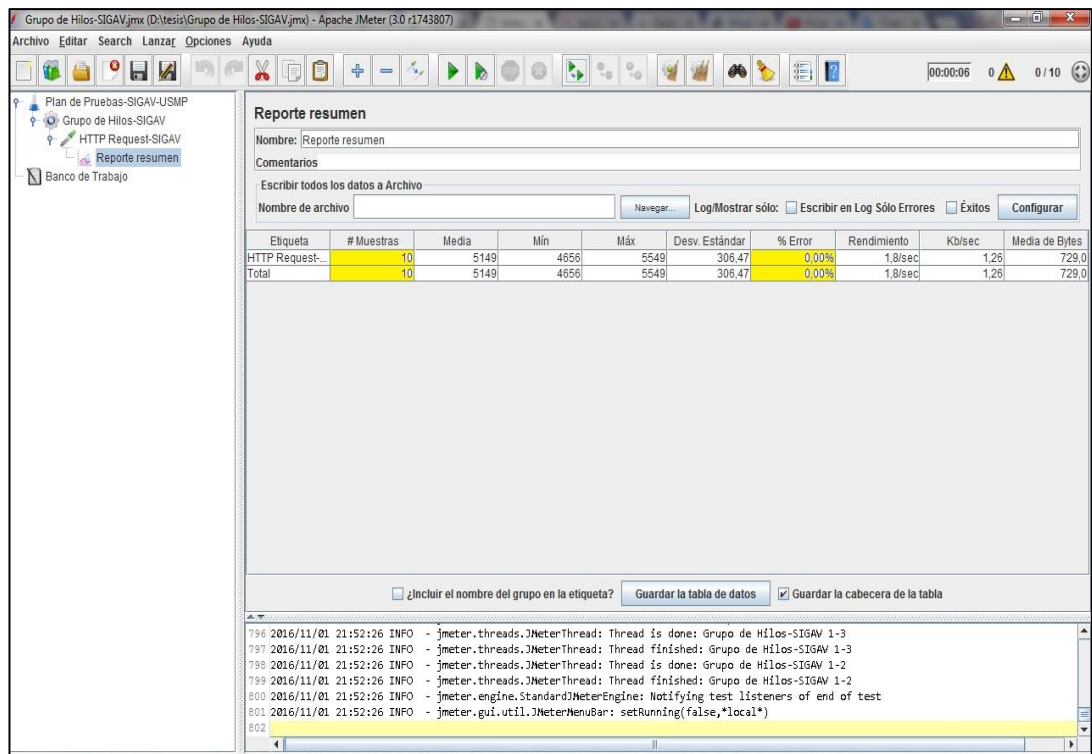 Grupo de Hilos-SIGAV.jmx (D:\tesis\Grupo de Hilos-SIGAV.jmx) - Apache JMeter (3.0 r1743807)
Archivo Editar Search Lanzar Opciones Ayuda
00:00:06 0 0 / 10
Plan de Pruebas-SIGAV-USMP
Grupo de Hilos-SIGAV
HTTP Request-SIGAV
Reporte resumen
Banco de Trabajo
Reporte resumen
Nombre: Reporte resumen
Comentarios
Escribir todos los datos a Archivo
Nombre de archivo Navegar... Log/Mostrar sólo: Escribir en Log Sólo Errores Éxitos Configurar
Etiqueta # Muestras Media Mín Máx Desv. Estándar % Error Rendimiento Kb/sec Media de Bytes
HTTP Request-... 10 5149 4656 5549 306,47 0,00% 1,8/sec 1,26 729,0
Total 10 5149 4656 5549 306,47 0,00% 1,8/sec 1,26 729,0
¿Incluir el nombre del grupo en la etiqueta? Guardar la tabla de datos Guardar la cabecera de la tabla
796 2016/11/01 21:52:26 INFO - jmeter.threads.JMeterThread: Thread is done: Grupo de Hilos-SIGAV 1-3
797 2016/11/01 21:52:26 INFO - jmeter.threads.JMeterThread: Thread finished: Grupo de Hilos-SIGAV 1-3
798 2016/11/01 21:52:26 INFO - jmeter.threads.JMeterThread: Thread is done: Grupo de Hilos-SIGAV 1-2
799 2016/11/01 21:52:26 INFO - jmeter.threads.JMeterThread: Thread finished: Grupo de Hilos-SIGAV 1-2
800 2016/11/01 21:52:26 INFO - jmeter.engine.StandardJMeterEngine: Notifying test listeners of end of test
801 2016/11/01 21:52:26 INFO - jmeter.gui.util.JMeterMenuBar: setRunning(false,*local*)
802